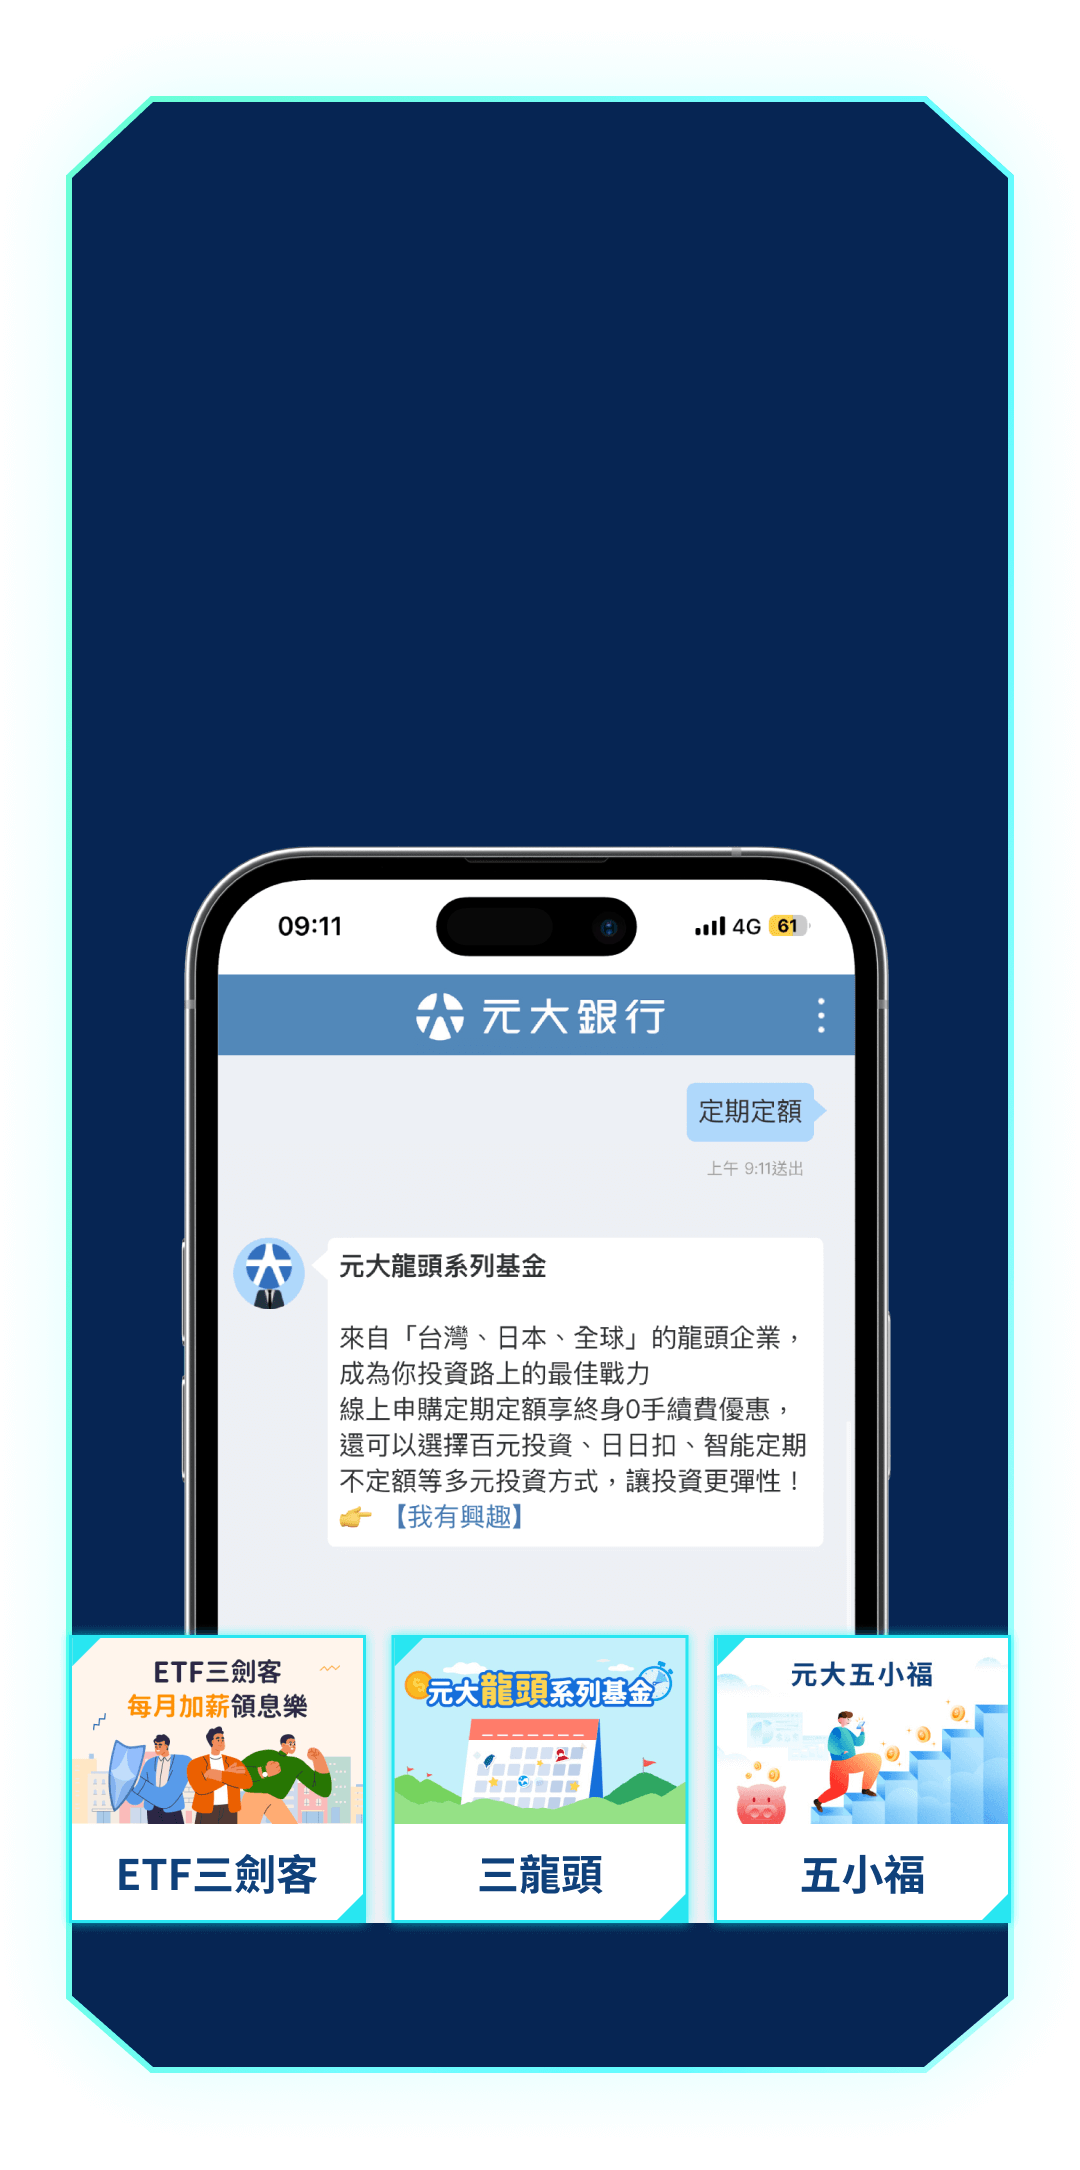 09:11
4G 61
元大銀行
定期定額
上午 9:11送出
元大龍頭系列基金
來自「台灣、日本、全球」的龍頭企業，
成為你投資路上的最佳戰力
線上申購定期定額享終身0手續費優惠，
還可以選擇百元投資、日日扣、智能定期
不定額等多元投資方式，讓投資更彈性！
👉 【我有興趣】
ETF三劍客
每月加薪領息樂
ETF三劍客
元大龍頭系列基金
三龍頭
元大五小福
五小福